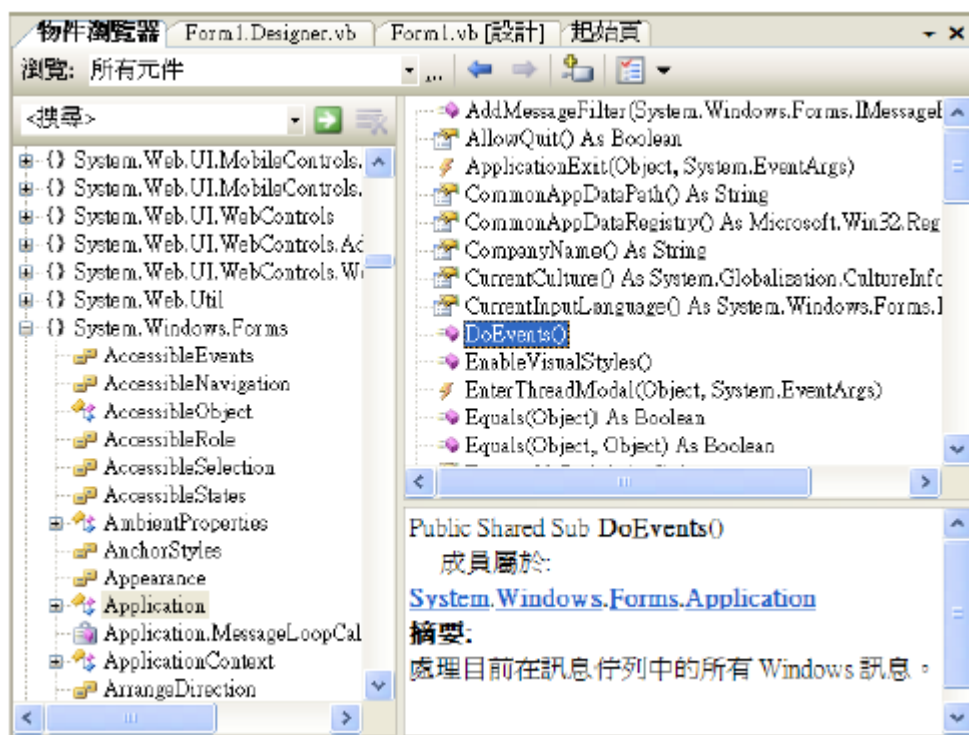 物件瀏覽器 Form1.Designer.vb Form1.vb [設計] 起始頁
瀏覽: 所有元件
<搜尋>
{} System.Web.UI.MobileControls.
{} System.Web.UI.MobileControls.
{} System.Web.UI.WebControls
{} System.Web.UI.WebControls.Ad
{} System.Web.UI.WebControls.W
{} System.Web.Util
{} System.Windows.Forms
AccessibleEvents
AccessibleNavigation
AccessibleObject
AccessibleRole
AccessibleSelection
AccessibleStates
AmbientProperties
AnchorStyles
Appearance
Application
Application.MessageLoopCal
ApplicationContext
ArrangeDirection
AddMessageFilter(System.Windows.Forms.IMessageF
AllowQuit() As Boolean
ApplicationExit(Object, System.EventArgs)
CommonAppDataPath() As String
CommonAppDataRegistry() As Microsoft.Win32.Reg
CompanyName() As String
CurrentCulture() As System.Globalization.CultureInfo
CurrentInputLanguage() As System.Windows.Forms.I
DoEvents()
EnableVisualStyles()
EnterThreadModal(Object, System.EventArgs)
Equals(Object) As Boolean
Equals(Object, Object) As Boolean
Public Shared Sub DoEvents()
成員屬於:
System.Windows.Forms.Application
摘要:
處理目前在訊息佇列中的所有 Windows 訊息。